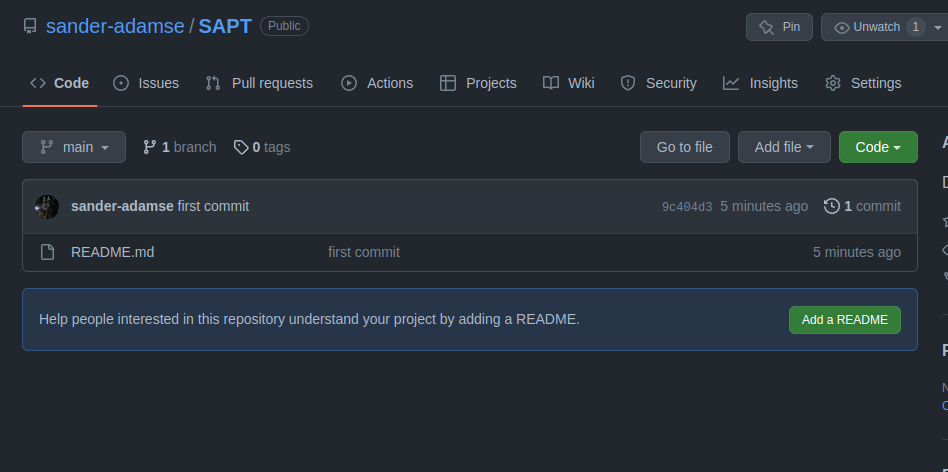 sander-adamse / SAPT Public Pin Unwatch 1
Code Issues Pull requests Actions Projects Wiki Security Insights Settings
main 1 branch 0 tags Go to file Add file Code
sander-adamse first commit 9c404d3 5 minutes ago 1 commit
README.md first commit 5 minutes ago
Help people interested in this repository understand your project by adding a README. Add a README